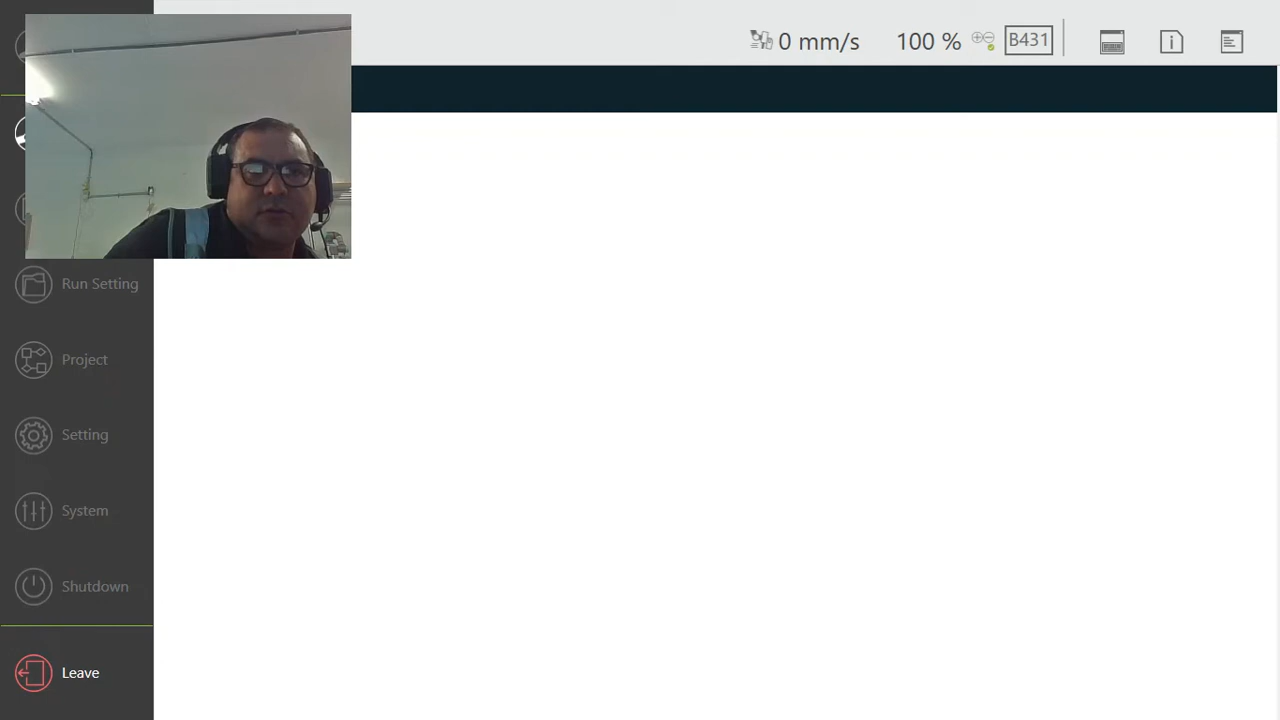 0 mm/s 100 % B431
Run Setting
Project
Setting
System
Shutdown
Leave